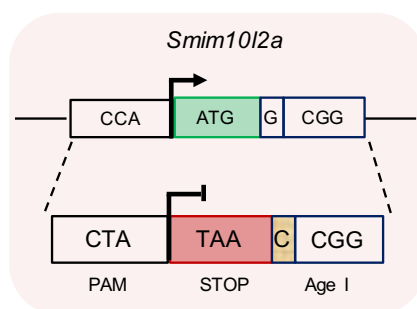 Smim10l2a
CCA ATG G CGG
CTA TAA C CGG
PAM STOP Age I